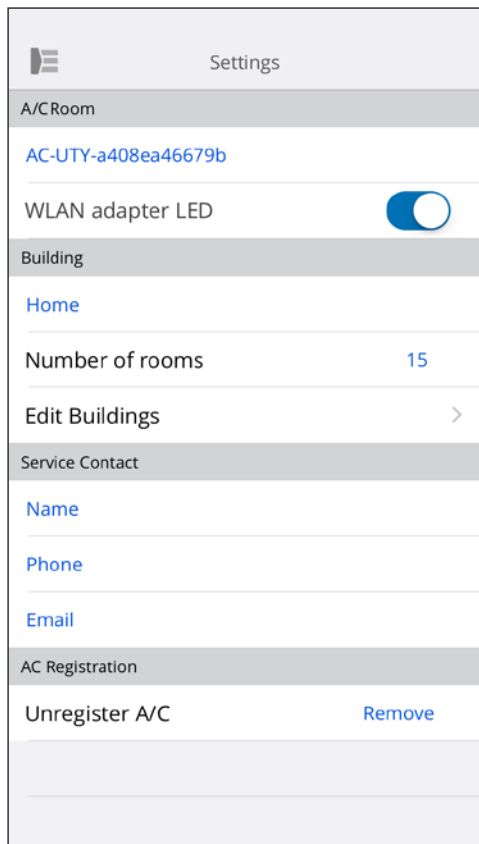 Settings
A/C Room
AC-UTY-a408ea46679b
WLAN adapter LED
Building
Home
Number of rooms 15
Edit Buildings
Service Contact
Name
Phone
Email
AC Registration
Unregister A/C Remove